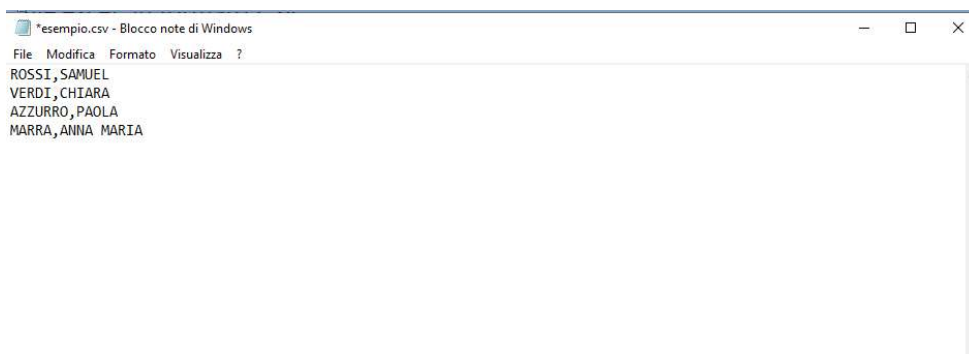 *esempio.csv - Blocco note di Windows
File Modifica Formato Visualizza ?
ROSSI,SAMUEL
VERDI,CHIARA
AZZURRO,PAOLA
MARRA,ANNA MARIA